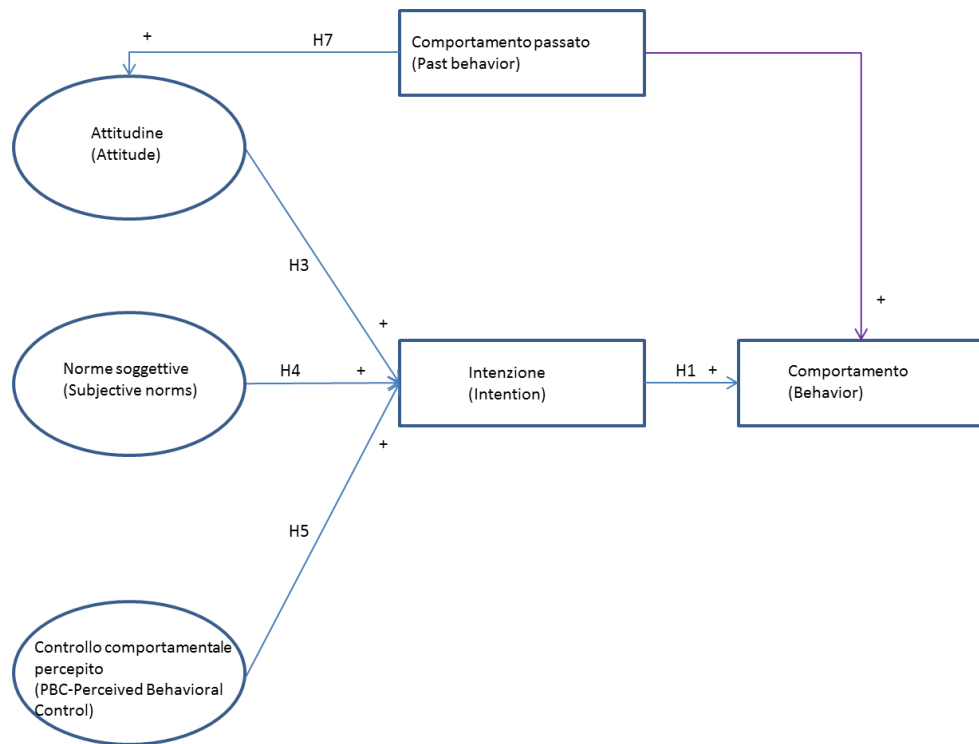 +
H7
Comportamento passato
(Past behavior)
Attitudine
(Attitude)
H3
+
+
Norme soggettive
(Subjective norms)
H4
+
Intenzione
(Intention)
H1
+
Comportamento
(Behavior)
+
H5
Controllo comportamentale
percepito
(PBC-Perceived Behavioral
Control)